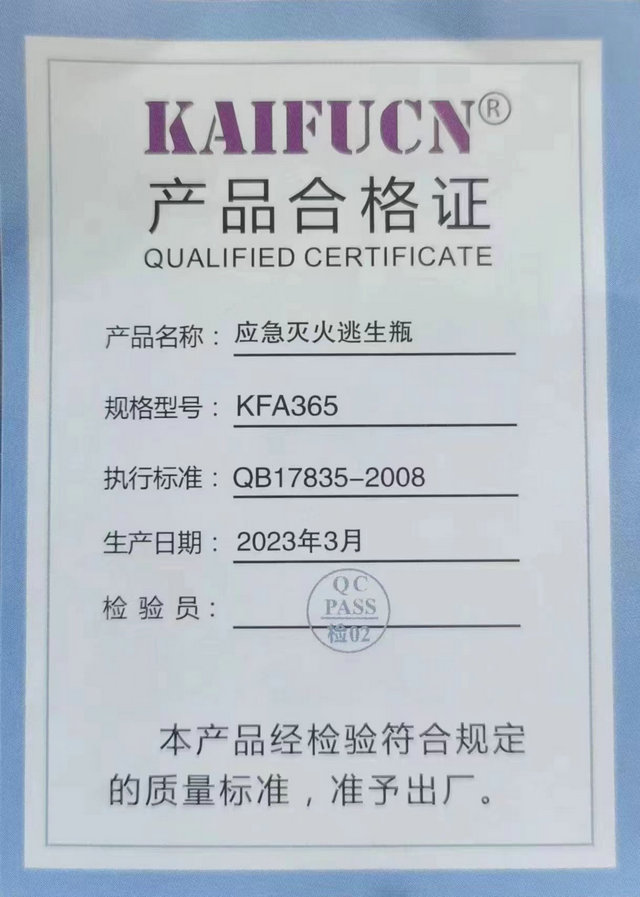 KAIFUCN®
产品合格证
QUALIFIED CERTIFICATE
产品名称：应急灭火逃生瓶
规格型号：KFA365
执行标准：QB17835-2008
生产日期：2023年3月
检验员：
QC
PASS
检02
本产品经检验符合规定
的质量标准，准予出厂。